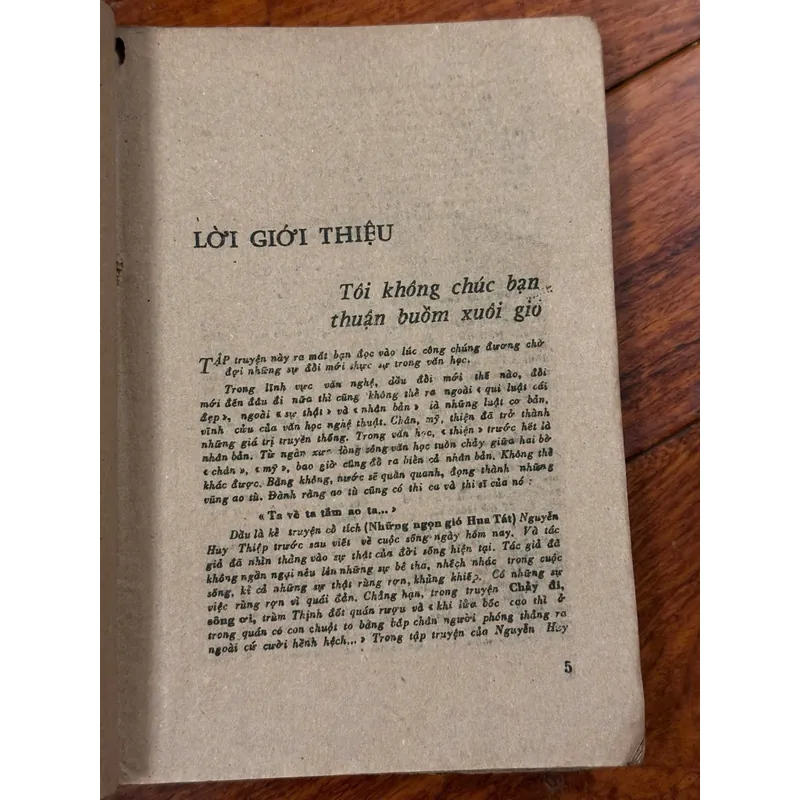 LỜI GIỚI THIỆU
Tôi không chúc bạn
thuận buồm xuôi gió
TẬP truyện này ra mắt bạn đọc vào lúc công chúng đương chờ
đợi những sự đổi mới thực sự trong văn học.
Trong lĩnh vực văn nghệ, dầu đổi mới thế nào, đổi
mới đến đâu đi nữa thì cũng không thể ra ngoài « qui luật cái
đẹp », ngoài « sự thật » và « nhân bản » là những luật cơ bản,
vĩnh cửu của văn học nghệ thuật. Chân, mỹ, thiện đã trở thành
những giá trị truyền thống. Trong văn học, « thiện » trước hết là
nhân bản. Từ ngàn xưa dòng sông văn học tuôn chảy giữa hai bờ
« chân », « mỹ », bao giờ cũng đổ ra biển cả nhân bản. Không thể
khác được. Bằng không, nước sẽ quẩn quanh, đọng thành những
vũng ao tù. Đành rằng ao tù cũng có thi ca và thi sĩ của nó :
« Ta về ta tắm ao ta... »
Dầu là kể truyện cổ tích (Những ngọn gió Hua Tát) Nguyễn
Huy Thiệp trước sau viết về cuộc sống ngày hôm nay. Và tác
giả đã nhìn thẳng vào sự thật của đời sống hiện tại. Tác giả đã
không ngần ngại nêu lên những sự bê tha, nhếch nhác trong cuộc
sống, kể cả những sự thật rùng rợn, khủng khiếp. Có những sự
việc rùng rợn vì quái đản. Chẳng hạn, trong truyện Chảy đi,
sông ơi, trùm Thịnh đốt quán rượu và « khi lửa bốc cao thì ở
trong quán có con chuột to bằng bắp chân người phóng thẳng ra
ngoài cứ cười hềnh hệch... » Trong tập truyện của Nguyễn Huy
5